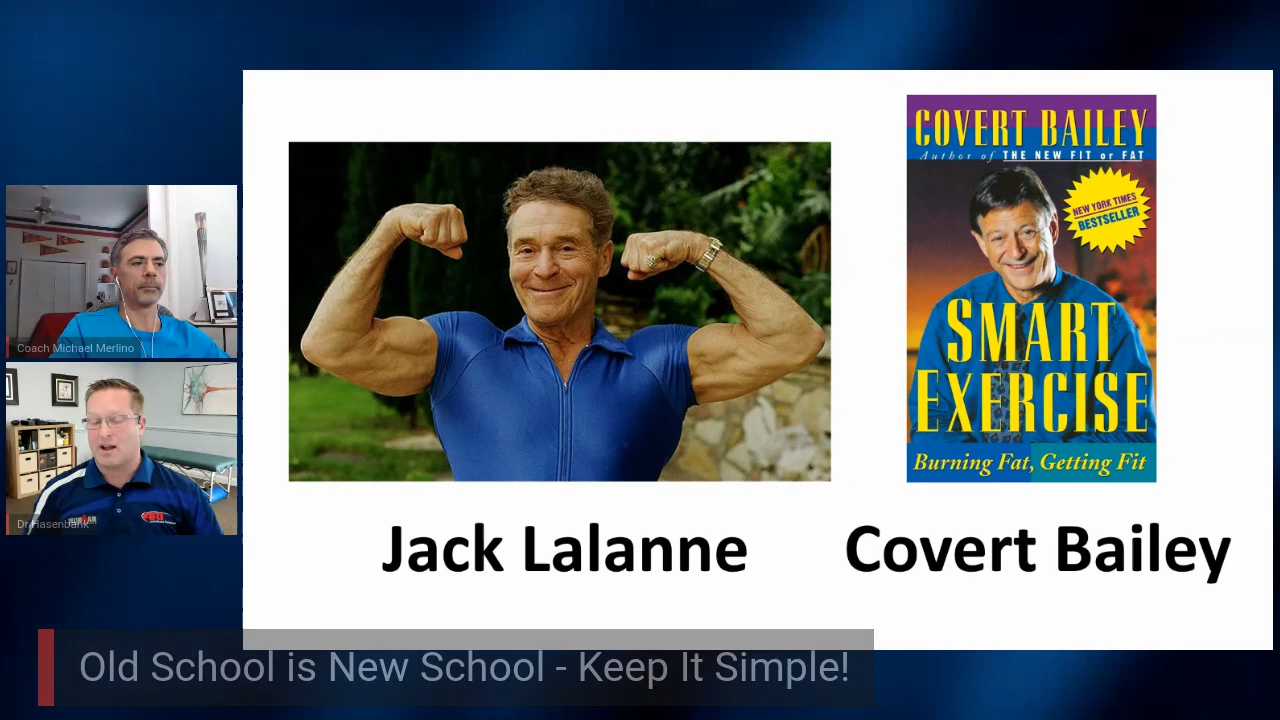 COVERT BAILEY
Author of THE NEW FIT or FAT
NEW YORK TIMES
BESTSELLER
SMART
EXERCISE
Burning Fat, Getting Fit
Coach Michael Merlino
Dr Hasenbank
Jack Lalanne
Covert Bailey
Old School is New School - Keep It Simple!